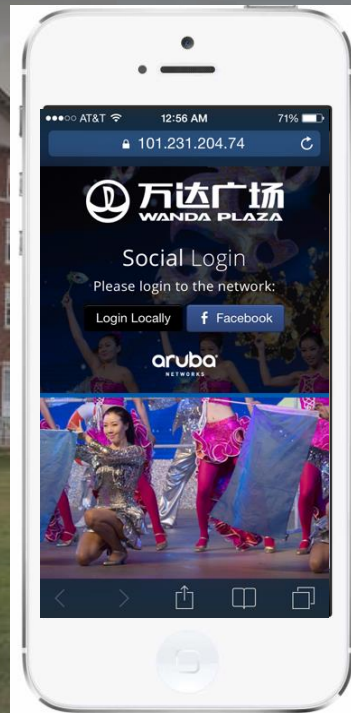 AT&T 12:56 AM 71%
101.231.204.74
万达广场
WANDA PLAZA
Social Login
Please login to the network:
Login Locally f Facebook
aruba
NETWORKS